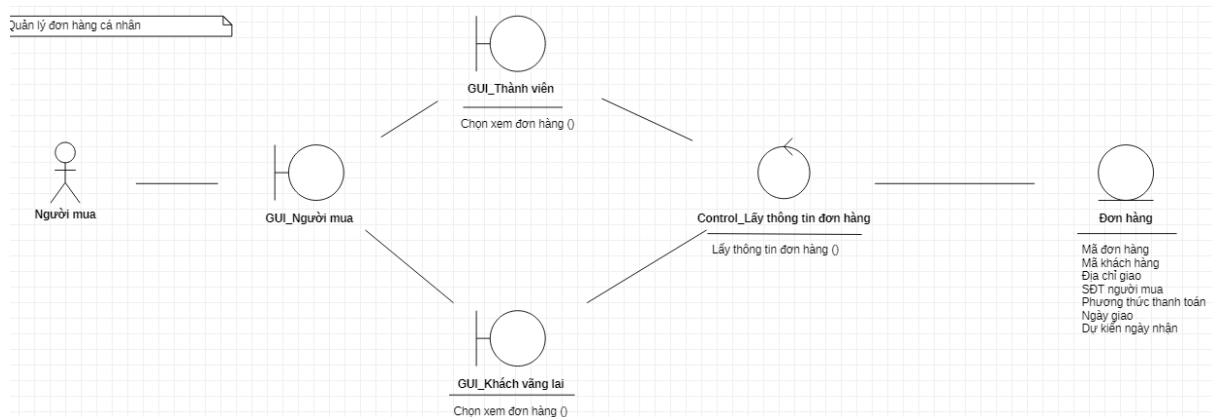 Quản lý đơn hàng cá nhân
GUI_Thành viên
Chọn xem đơn hàng ()
Người mua
GUI_Người mua
Control_Lấy thông tin đơn hàng
Lấy thông tin đơn hàng ()
Đơn hàng
Mã đơn hàng
Mã khách hàng
Địa chỉ giao
SĐT người mua
Phương thức thanh toán
Ngày giao
Dự kiến ngày nhận
GUI_Khách vãng lai
Chọn xem đơn hàng ()